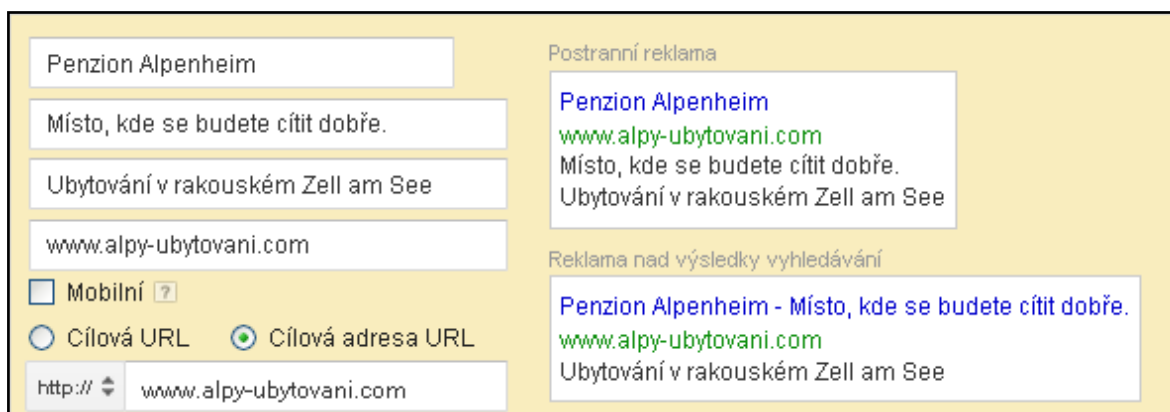 Penzion Alpenheim
Místo, kde se budete cítit dobře.
Ubytování v rakouském Zell am See
www.alpy-ubytovani.com
Mobilní ?
Cílová URL Cílová adresa URL
http:// www.alpy-ubytovani.com
Postranní reklama
Penzion Alpenheim
www.alpy-ubytovani.com
Místo, kde se budete cítit dobře.
Ubytování v rakouském Zell am See
Reklama nad výsledky vyhledávání
Penzion Alpenheim - Místo, kde se budete cítit dobře.
www.alpy-ubytovani.com
Ubytování v rakouském Zell am See